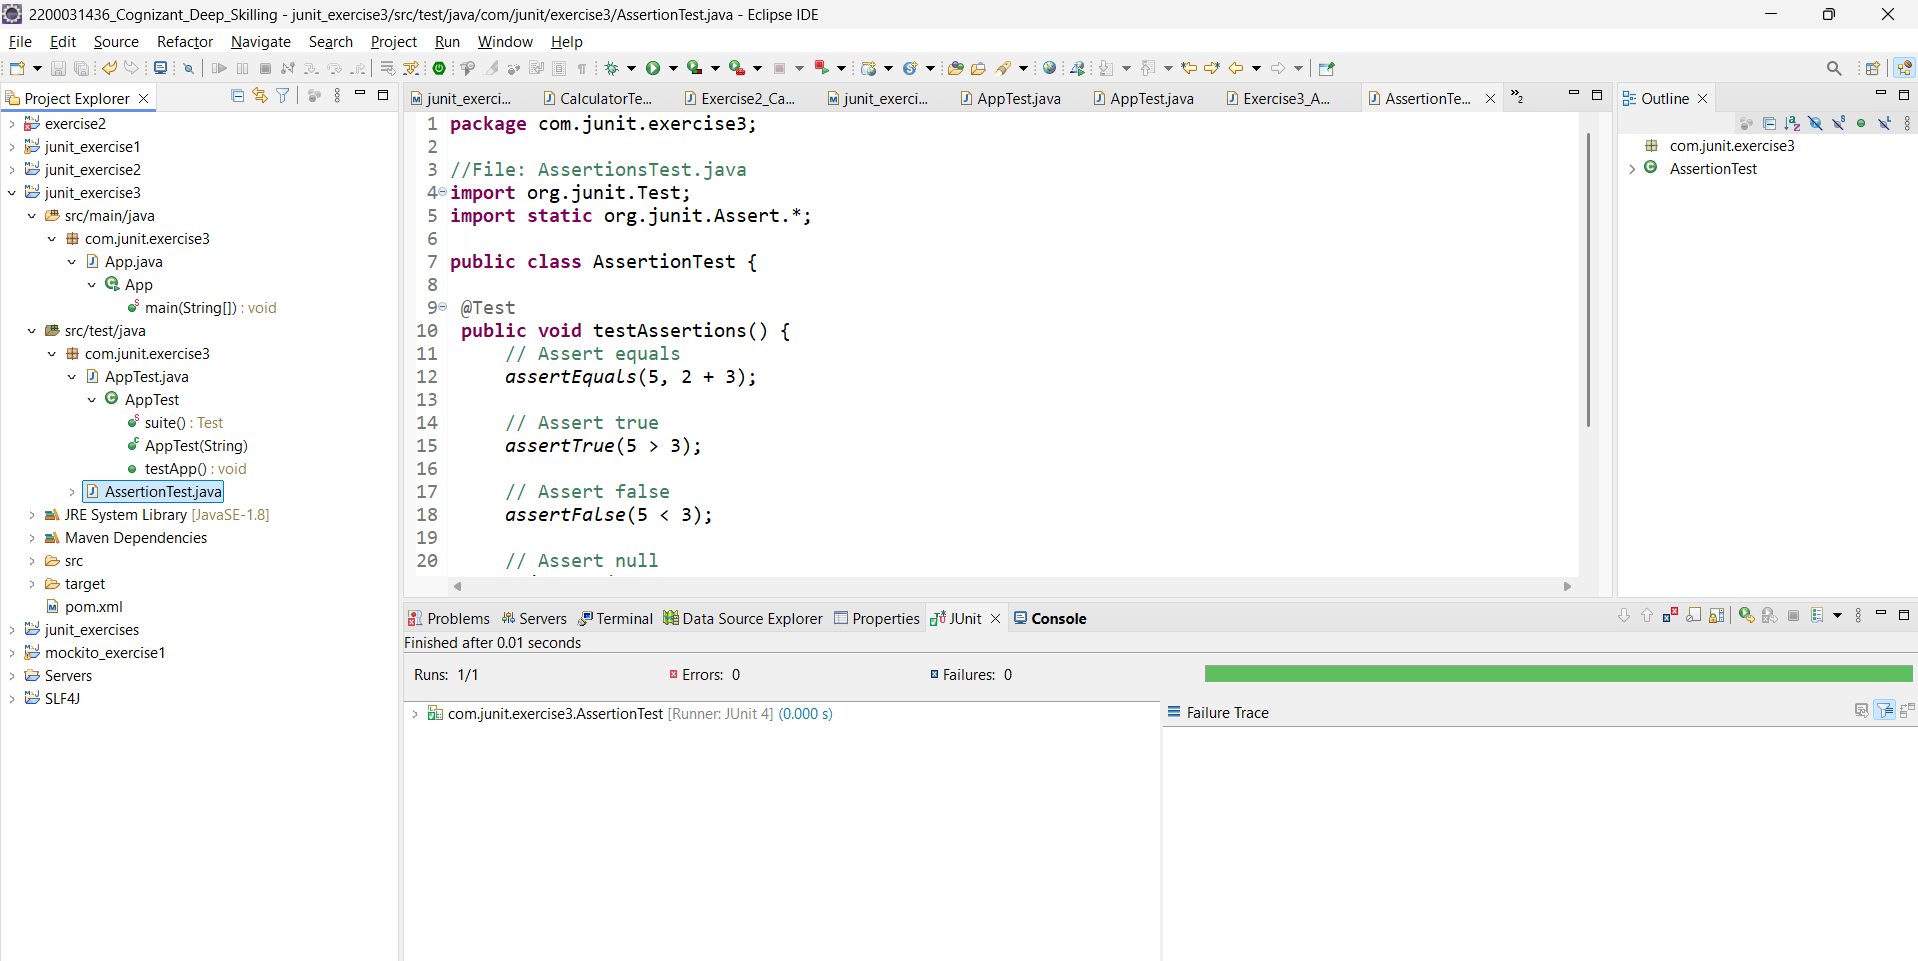 2200031436_Cognizant_Deep_Skilling - junit_exercise3/src/test/java/com/junit/exercise3/AssertionTest.java - Eclipse IDE
File Edit Source Refactor Navigate Search Project Run Window Help
Project Explorer
exercise2
junit_exercise1
junit_exercise2
junit_exercise3
src/main/java
com.junit.exercise3
App.java
App
main(String[]) : void
src/test/java
com.junit.exercise3
AppTest.java
AppTest
suite() : Test
AppTest(String)
testApp() : void
AssertionTest.java
JRE System Library [JavaSE-1.8]
Maven Dependencies
src
target
pom.xml
junit_exercises
mockito_exercise1
Servers
SLF4J
junit_exerci... CalculatorTe... Exercise2_Ca... junit_exerci... AppTest.java AppTest.java Exercise3_A... AssertionTe... »2
1 package com.junit.exercise3;
2
3 //File: AssertionsTest.java
4 import org.junit.Test;
5 import static org.junit.Assert.*;
6
7 public class AssertionTest {
8
9 @Test
10 public void testAssertions() {
11 // Assert equals
12 assertEquals(5, 2 + 3);
13
14 // Assert true
15 assertTrue(5 > 3);
16
17 // Assert false
18 assertFalse(5 < 3);
19
20 // Assert null
Outline
com.junit.exercise3
AssertionTest
Problems Servers Terminal Data Source Explorer Properties JUnit Console
Finished after 0.01 seconds
Runs: 1/1 Errors: 0 Failures: 0
com.junit.exercise3.AssertionTest [Runner: JUnit 4] (0.000 s)
Failure Trace